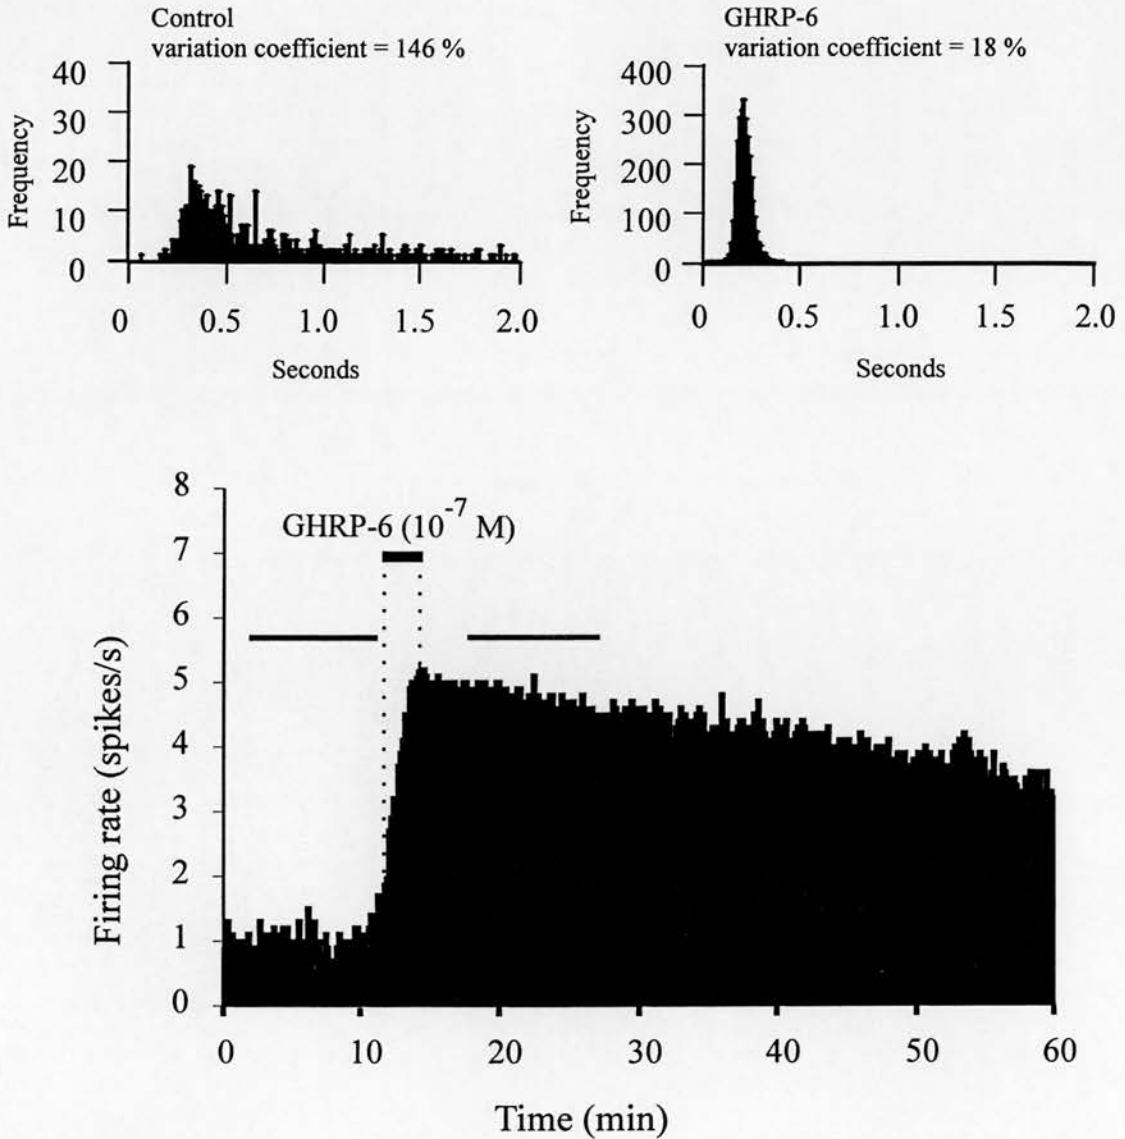 Control
variation coefficient = 146 %
40
30
20
10
0
Frequency
0 0.5 1.0 1.5 2.0
Seconds
GHRP-6
variation coefficient = 18 %
400
300
200
100
0
Frequency
0 0.5 1.0 1.5 2.0
Seconds
8
7
6
5
4
3
2
1
0
Firing rate (spikes/s)
GHRP-6 (10⁻⁷ M)
0 10 20 30 40 50 60
Time (min)